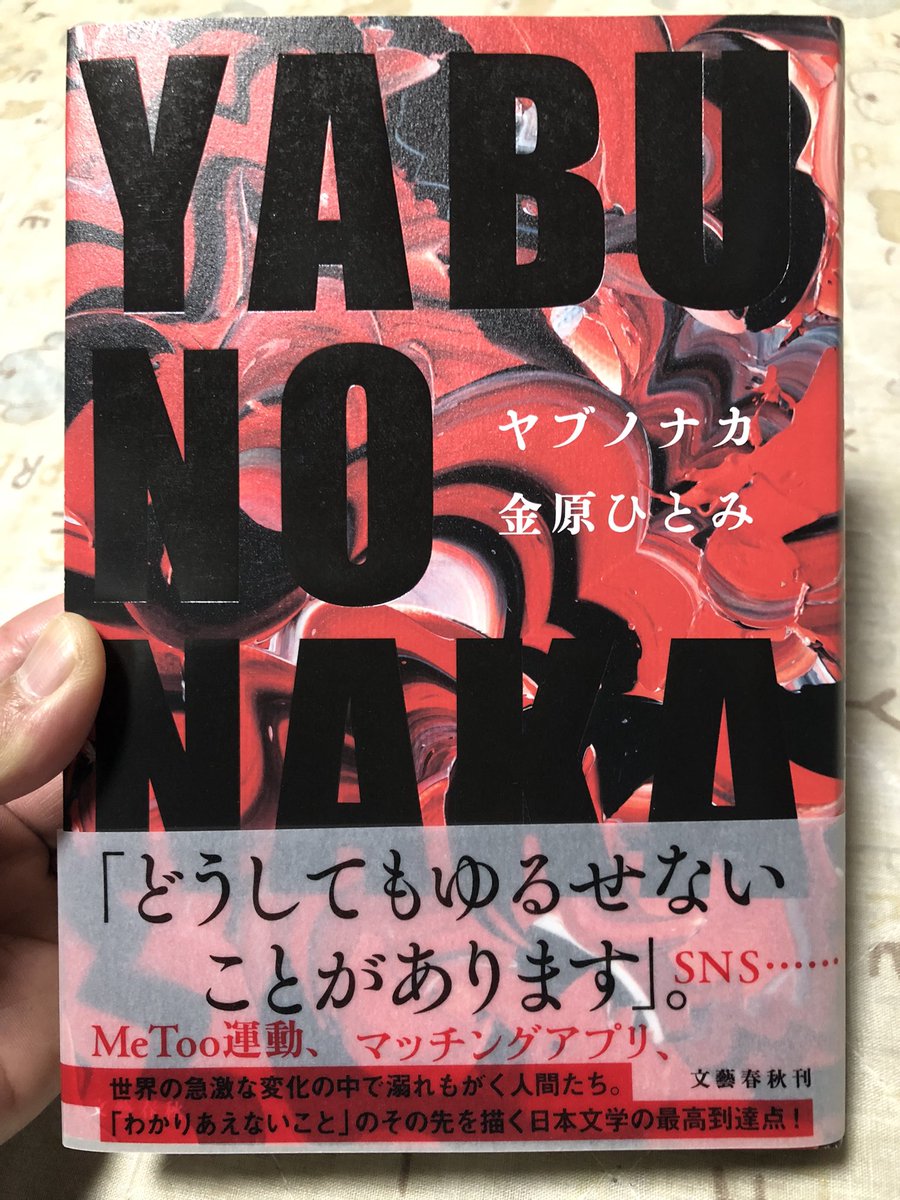 YABU
NO
NAKA
ヤブノナカ
金原ひとみ
「どうしてもゆるせない
ことがあります」。
MeToo運動、マッチングアプリ、SNS……
世界の急激な変化の中で溺れもがく人間たち。
「わかりあえないこと」のその先を描く日本文学の最高到達点!
文藝春秋刊